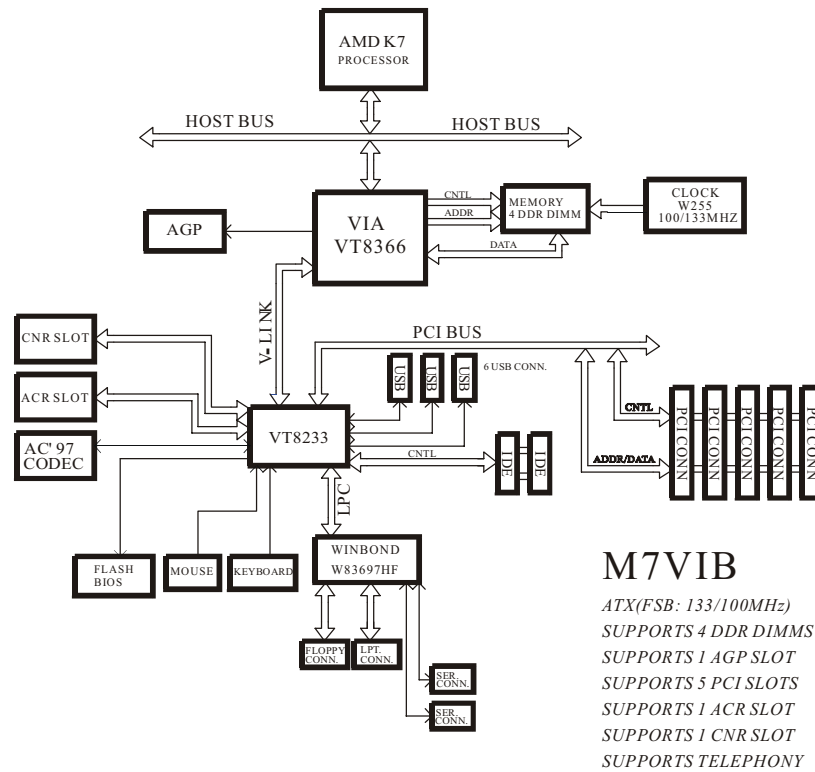 AMD K7
PROCESSOR
HOST BUS
HOST BUS
VIA
VT8366
CNTL
ADDR
DATA
MEMORY
4 DDR DIMM
CLOCK
W255
100/133MHZ
AGP
V-LINK
PCI BUS
CNR SLOT
ACR SLOT
AC' 97
CODEC
VT8233
USB
USB
USB
6 USB CONN.
CNTL
IDE
IDE
CNTL
ADDR/DATA
PCI CONN
PCI CONN
PCI CONN
PCI CONN
PCI CONN
LPC
FLASH
BIOS
MOUSE
KEYBOARD
WINBOND
W83697HF
FLOPPY
CONN.
LPT.
CONN.
SER.
CONN.
SER.
CONN.
M7VIB
ATX(FSB: 133/100MHz)
SUPPORTS 4 DDR DIMMS
SUPPORTS 1 AGP SLOT
SUPPORTS 5 PCI SLOTS
SUPPORTS 1 ACR SLOT
SUPPORTS 1 CNR SLOT
SUPPORTS TELEPHONY